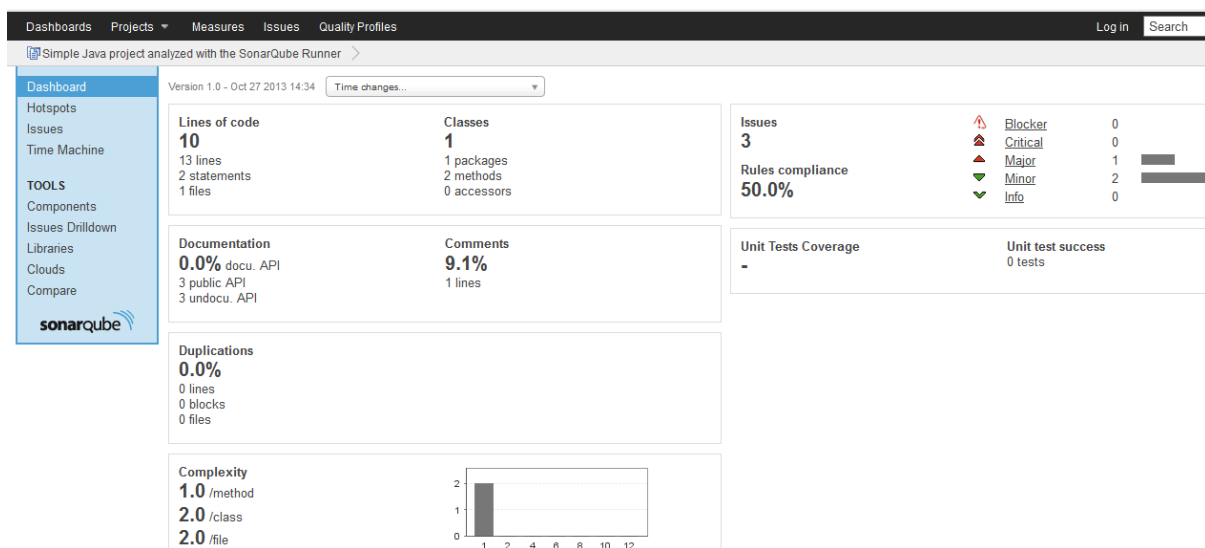 Dashboards Projects Measures Issues Quality Profiles Log in Search
Simple Java project analyzed with the SonarQube Runner
Dashboard
Hotspots
Issues
Time Machine
TOOLS
Components
Issues Drilldown
Libraries
Clouds
Compare
sonarqube
Version 1.0 - Oct 27 2013 14:34 Time changes...
Lines of code
10
13 lines
2 statements
1 files
Classes
1
1 packages
2 methods
0 accessors
Documentation
0.0% docu. API
3 public API
3 undocu. API
Comments
9.1%
1 lines
Duplications
0.0%
0 lines
0 blocks
0 files
Complexity
1.0 /method
2.0 /class
2.0 /file
2
1
0
1 2 4 6 8 10 12
Issues
3
Rules compliance
50.0%
Blocker 0
Critical 0
Major 1
Minor 2
Info 0
Unit Tests Coverage
-
Unit test success
0 tests